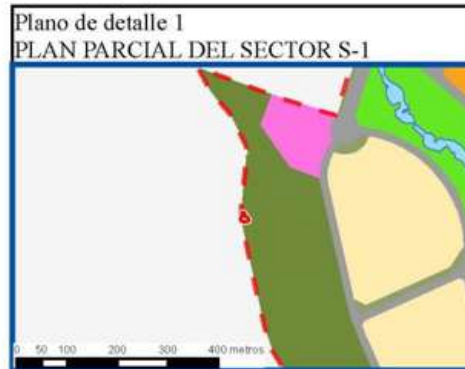 Plano de detalle 1
PLAN PARCIAL DEL SECTOR S-1
0 50 100 200 300 400 metros